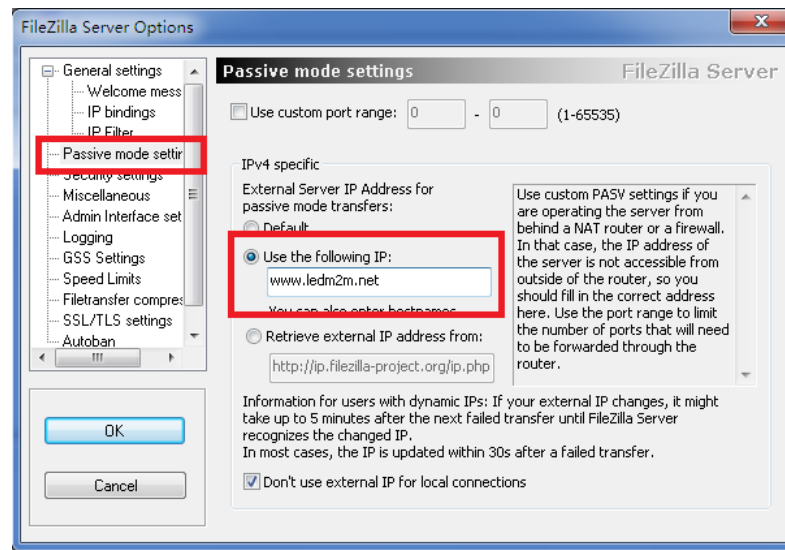 FileZilla Server Options
General settings
Welcome mess
IP bindings
IP Filter
Passive mode settir
Security settings
Miscellaneous
Admin Interface set
Logging
GSS Settings
Speed Limits
Filetransfer compres
SSL/TLS settings
Autoban
OK
Cancel
Passive mode settings
FileZilla Server
Use custom port range: 0 - 0 (1-65535)
IPv4 specific
External Server IP Address for
passive mode transfers:
Default
Use the following IP:
www.ledm2m.net
You can also enter hostnames
Retrieve external IP address from:
http://ip.filezilla-project.org/ip.php
Use custom PASV settings if you
are operating the server from
behind a NAT router or a firewall.
In that case, the IP address of
the server is not accessible from
outside of the router, so you
should fill in the correct address
here. Use the port range to limit
the number of ports that will need
to be forwarded through the
router.
Information for users with dynamic IPs: If your external IP changes, it might
take up to 5 minutes after the next failed transfer until FileZilla Server
recognizes the changed IP.
In most cases, the IP is updated within 30s after a failed transfer.
Don't use external IP for local connections